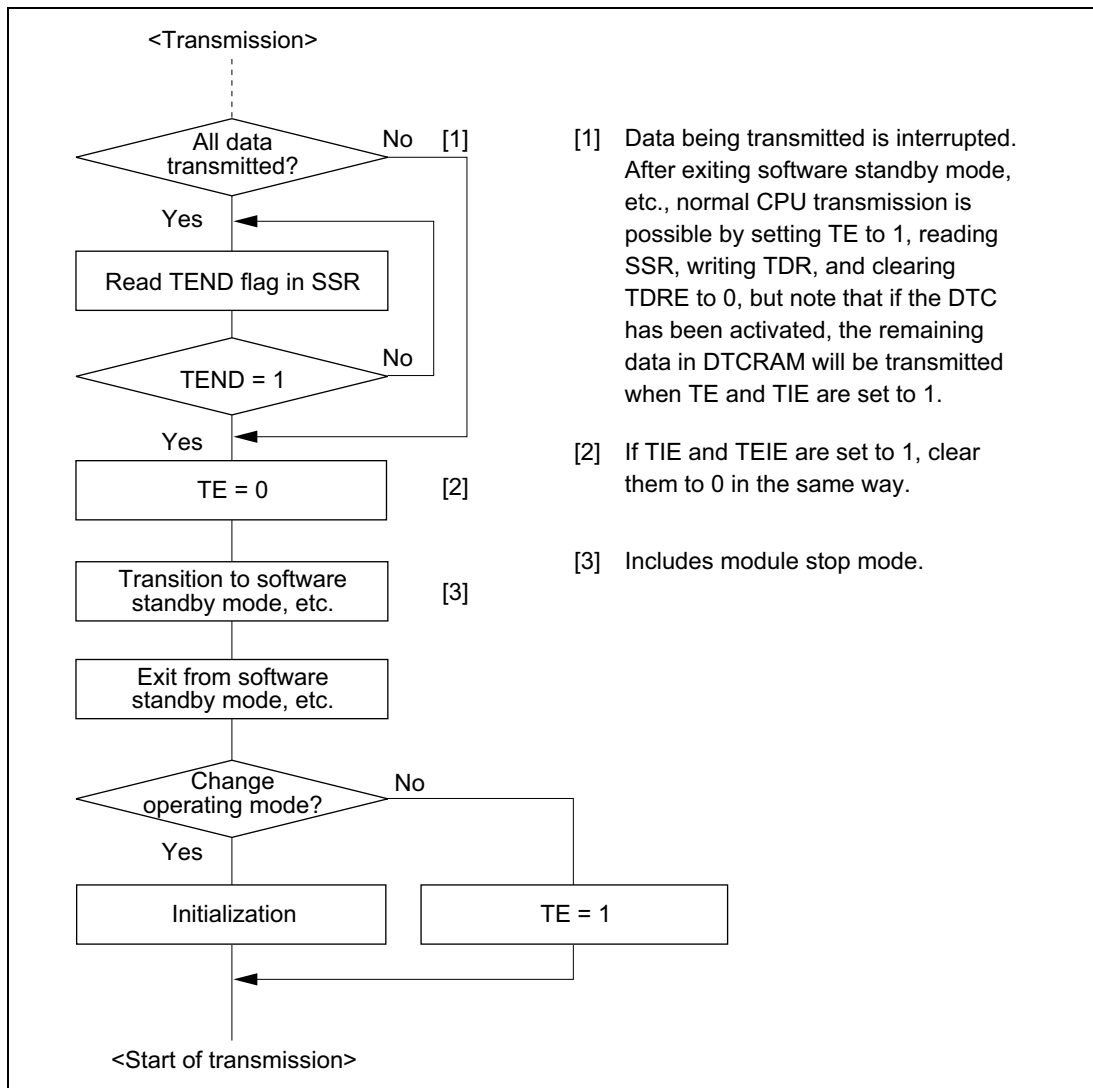 <Transmission>
All data
transmitted?
No
[1]
Yes
Read TEND flag in SSR
TEND = 1
No
Yes
TE = 0
[2]
Transition to software
standby mode, etc.
[3]
Exit from software
standby mode, etc.
Change
operating mode?
No
Yes
Initialization
TE = 1
<Start of transmission>
[1] Data being transmitted is interrupted.
After exiting software standby mode,
etc., normal CPU transmission is
possible by setting TE to 1, reading
SSR, writing TDR, and clearing
TDRE to 0, but note that if the DTC
has been activated, the remaining
data in DTCRAM will be transmitted
when TE and TIE are set to 1.
[2] If TIE and TEIE are set to 1, clear
them to 0 in the same way.
[3] Includes module stop mode.